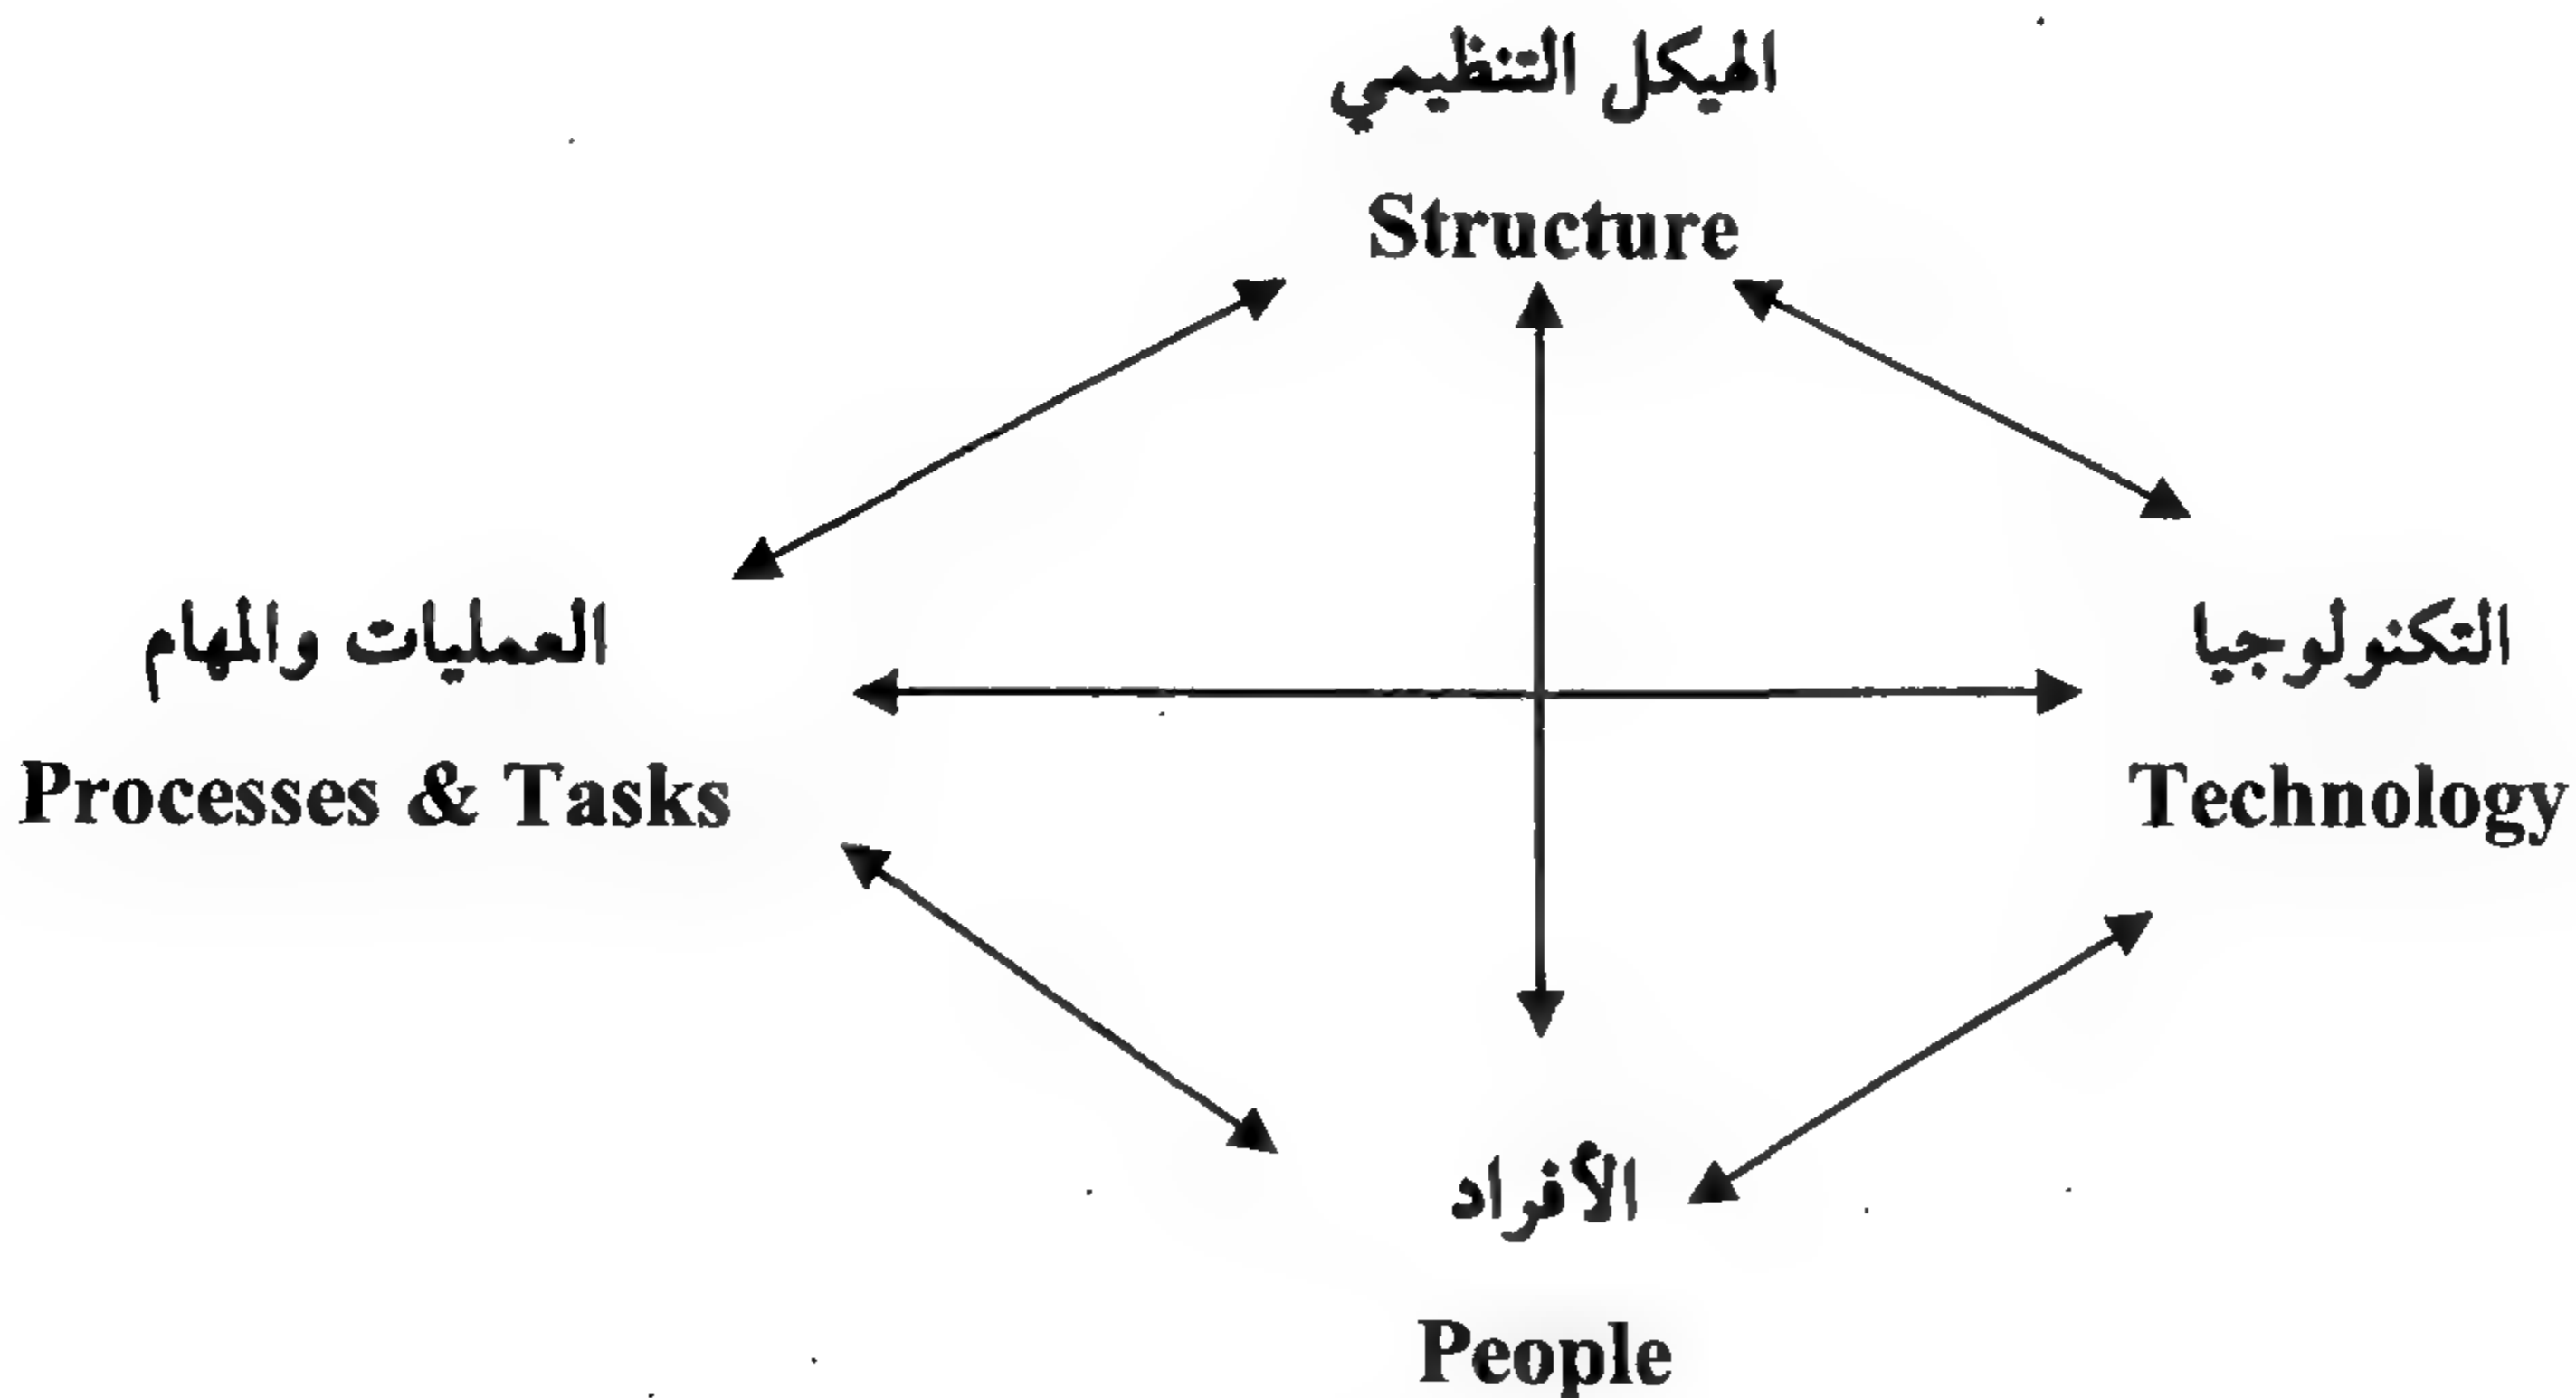 الهيكل التنظيمي
Structure
العمليات والمهام
Processes & Tasks
التكنولوجيا
Technology
الأفراد
People